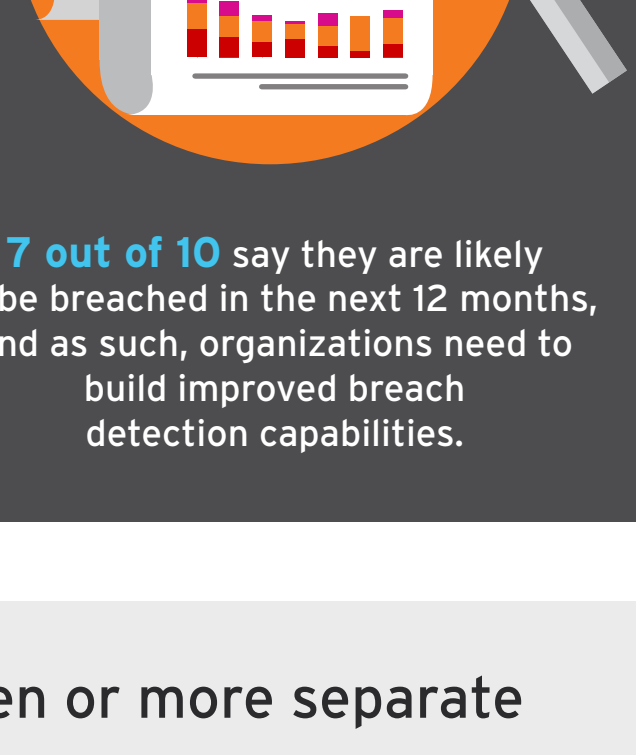 7 out of 10 say they are likely
be breached in the next 12 months,
nd as such, organizations need to
build improved breach
detection capabilities.
en or more separate